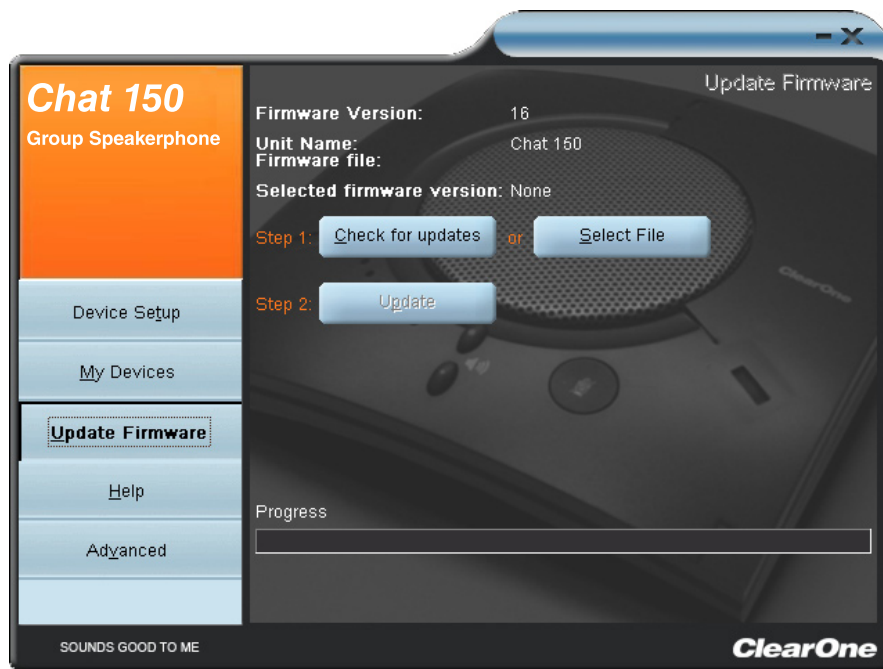 Chat 150
Group Speakerphone
Update Firmware
Firmware Version: 16
Unit Name: Chat 150
Firmware file:
Selected firmware version: None
Step 1: Check for updates or Select File
Step 2: Update
ClearOne
Device Setup
My Devices
Update Firmware
Help
Advanced
Progress
SOUNDS GOOD TO ME
ClearOne